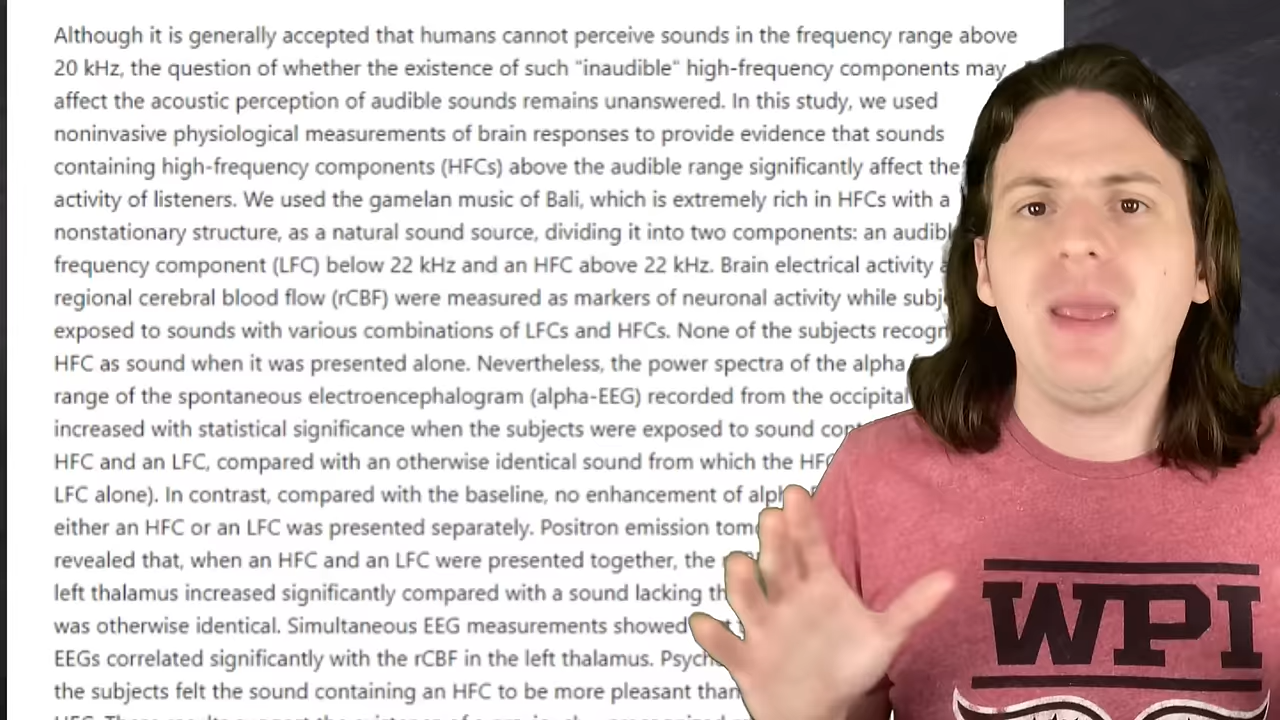 Although it is generally accepted that humans cannot perceive sounds in the frequency range above
20 kHz, the question of whether the existence of such "inaudible" high-frequency components may
affect the acoustic perception of audible sounds remains unanswered. In this study, we used
noninvasive physiological measurements of brain responses to provide evidence that sounds
containing high-frequency components (HFCs) above the audible range significantly affect the
activity of listeners. We used the gamelan music of Bali, which is extremely rich in HFCs with a
nonstationary structure, as a natural sound source, dividing it into two components: an
frequency component (LFC) below 22 kHz and an HFC above 22 kHz. Brain electrical activity
regional cerebral blood flow (rCBF) were measured as markers of neuronal activity while
exposed to sounds with various combinations of LFCs and HFCs. None of the subjects
HFC as sound when it was presented alone. Nevertheless, the power spectra of the alpha
range of the spontaneous electroencephalogram (alpha-EEG) recorded from the occipital
increased with statistical significance when the subjects were exposed to sound
HFC and an LFC, compared with an otherwise identical sound from which the
LFC alone). In contrast, compared with the baseline, no enhancement of
either an HFC or an LFC was presented separately. Positron emission
revealed that, when an HFC and an LFC were presented together, the
left thalamus increased significantly compared with a sound lacking
was otherwise identical. Simultaneous EEG measurements showed
EEGs correlated significantly with the rCBF in the left thalamus.
the subjects felt the sound containing an HFC to be more pleasant than
WPI